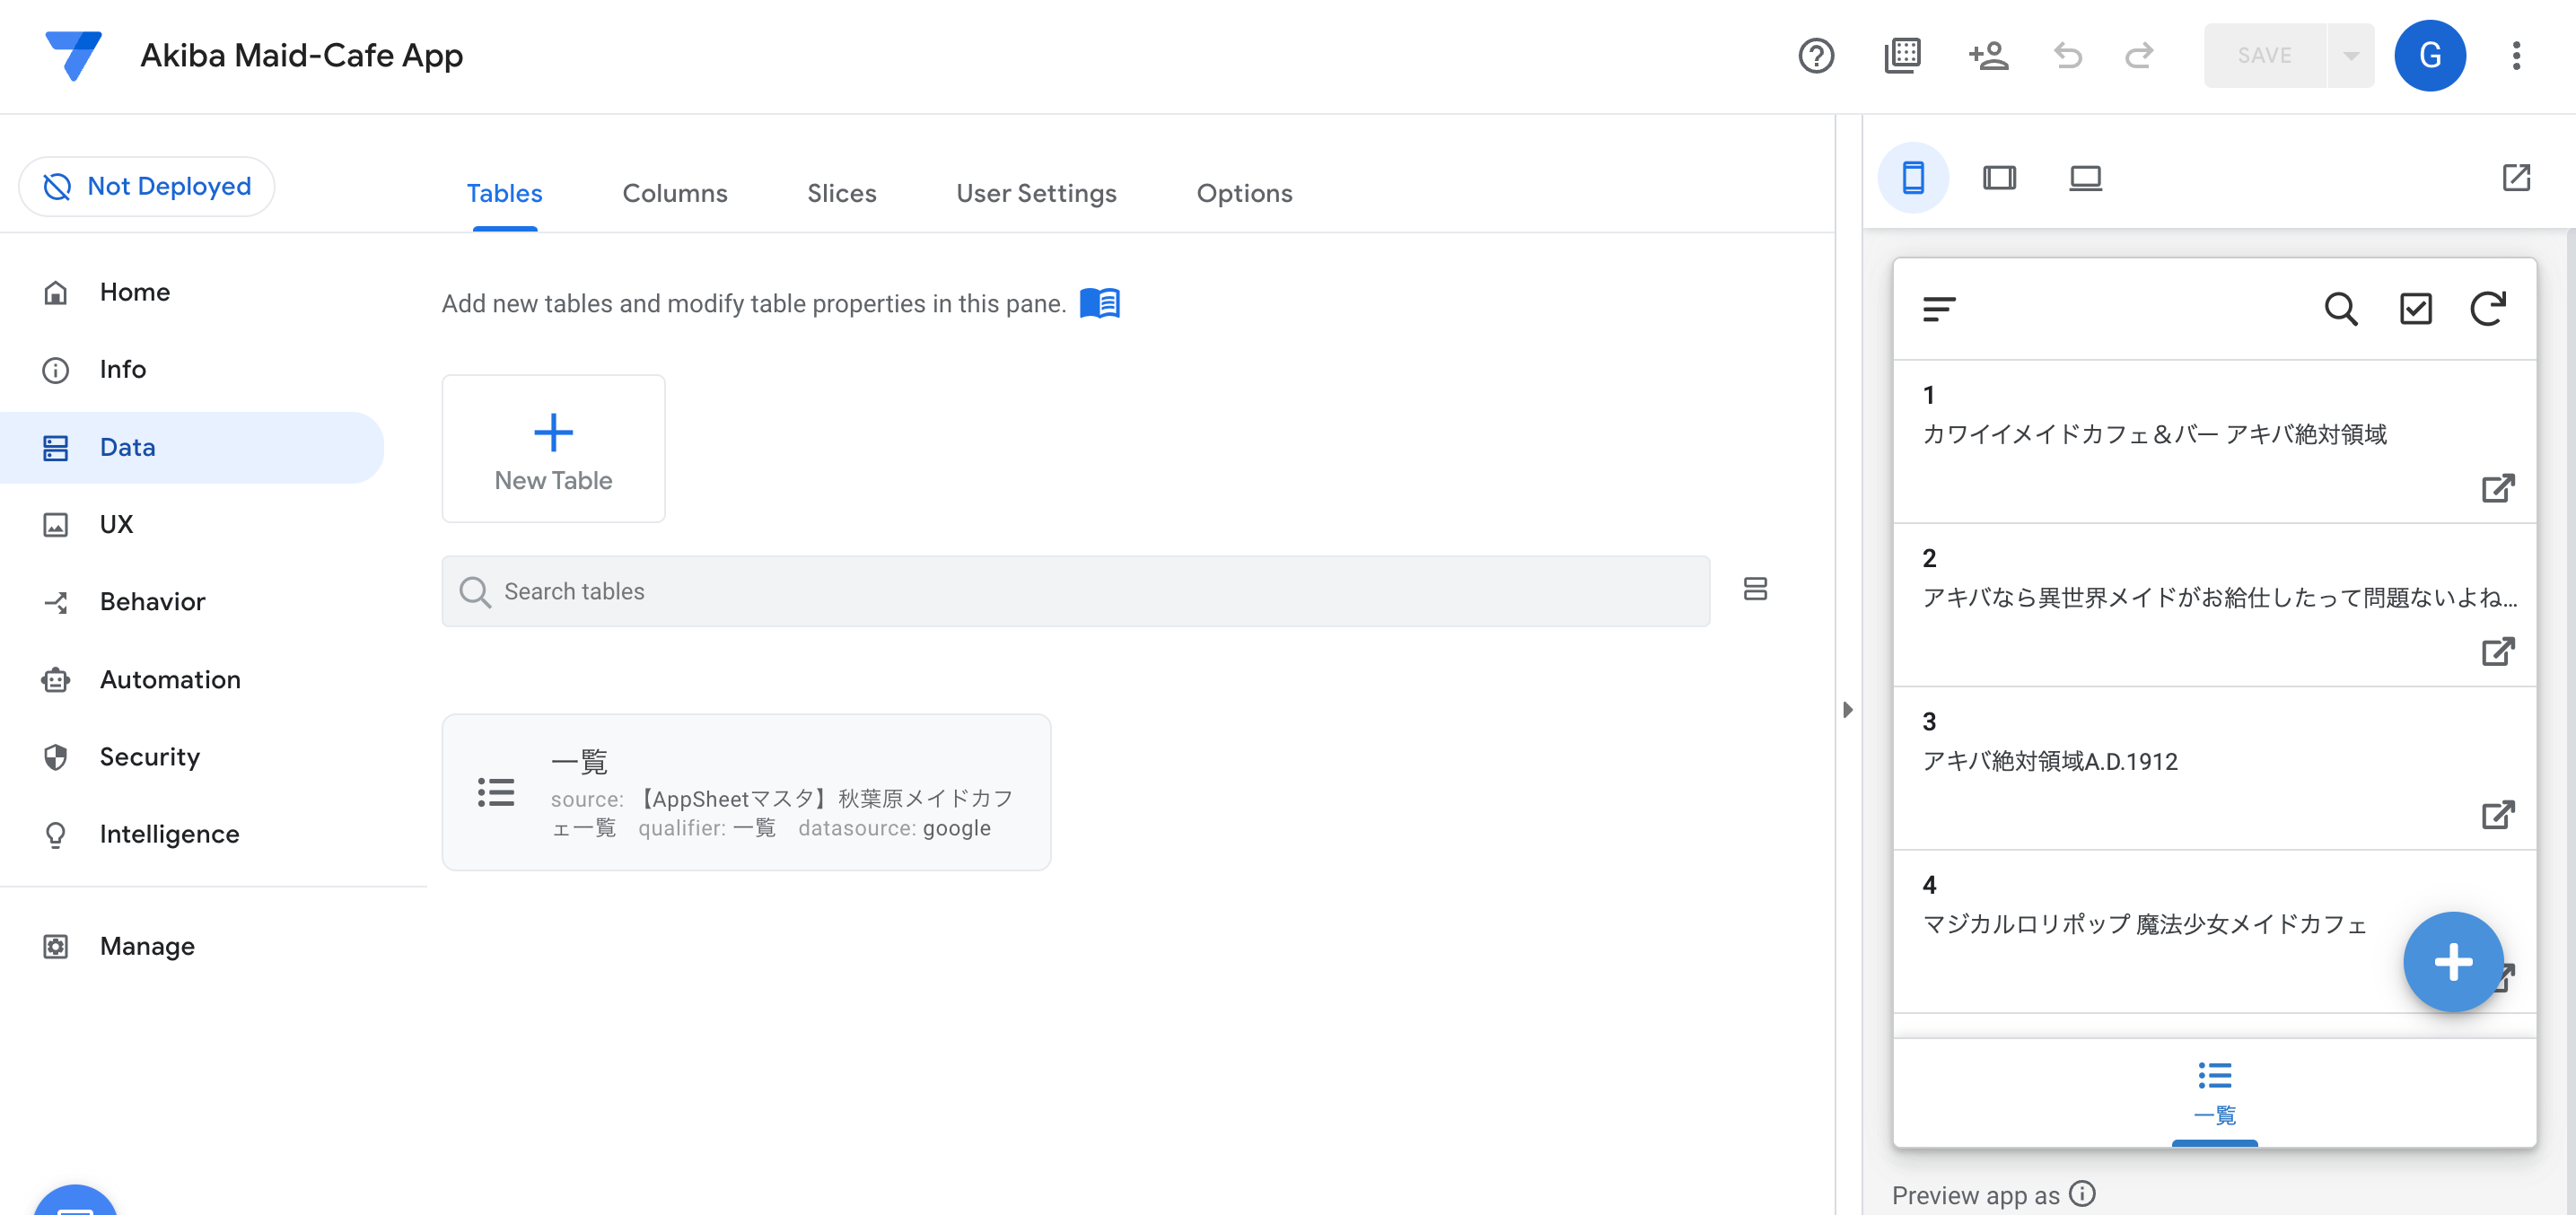 Akiba Maid-Cafe App
SAVE
G
Not Deployed
Tables
Columns
Slices
User Settings
Options
Home
Info
Data
UX
Behavior
Automation
Security
Intelligence
Manage
Add new tables and modify table properties in this pane.
New Table
Search tables
一覧
source: 【AppSheetマスタ】秋葉原メイドカフ
ェ一覧 qualifier: 一覧 datasource: google
1
カワイイメイドカフェ＆バー アキバ絶対領域
2
アキバなら異世界メイドがお給仕したって問題ないよね...
3
アキバ絶対領域A.D.1912
4
マジカルロリポップ 魔法少女メイドカフェ
一覧
Preview app as